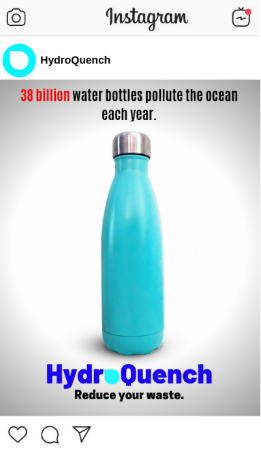 Instagram
HydroQuench
38 billion water bottles pollute the ocean
each year.
HydroQuench
Reduce your waste.